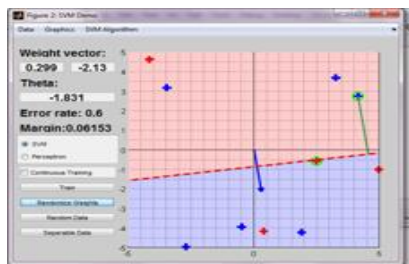 Figure 2: SVM Demo
Data Graphics SVM Algorithm
Weight vector:
0.299 -2.13
Theta:
-1.831
Error rate: 0.6
Margin:0.06153
SVM
Perceptron
Continuous Training
Train
Randomize Weights
Random Data
Seperable Data
5
4
3
2
1
0
-1
-2
-3
-4
-5
-5 0 5